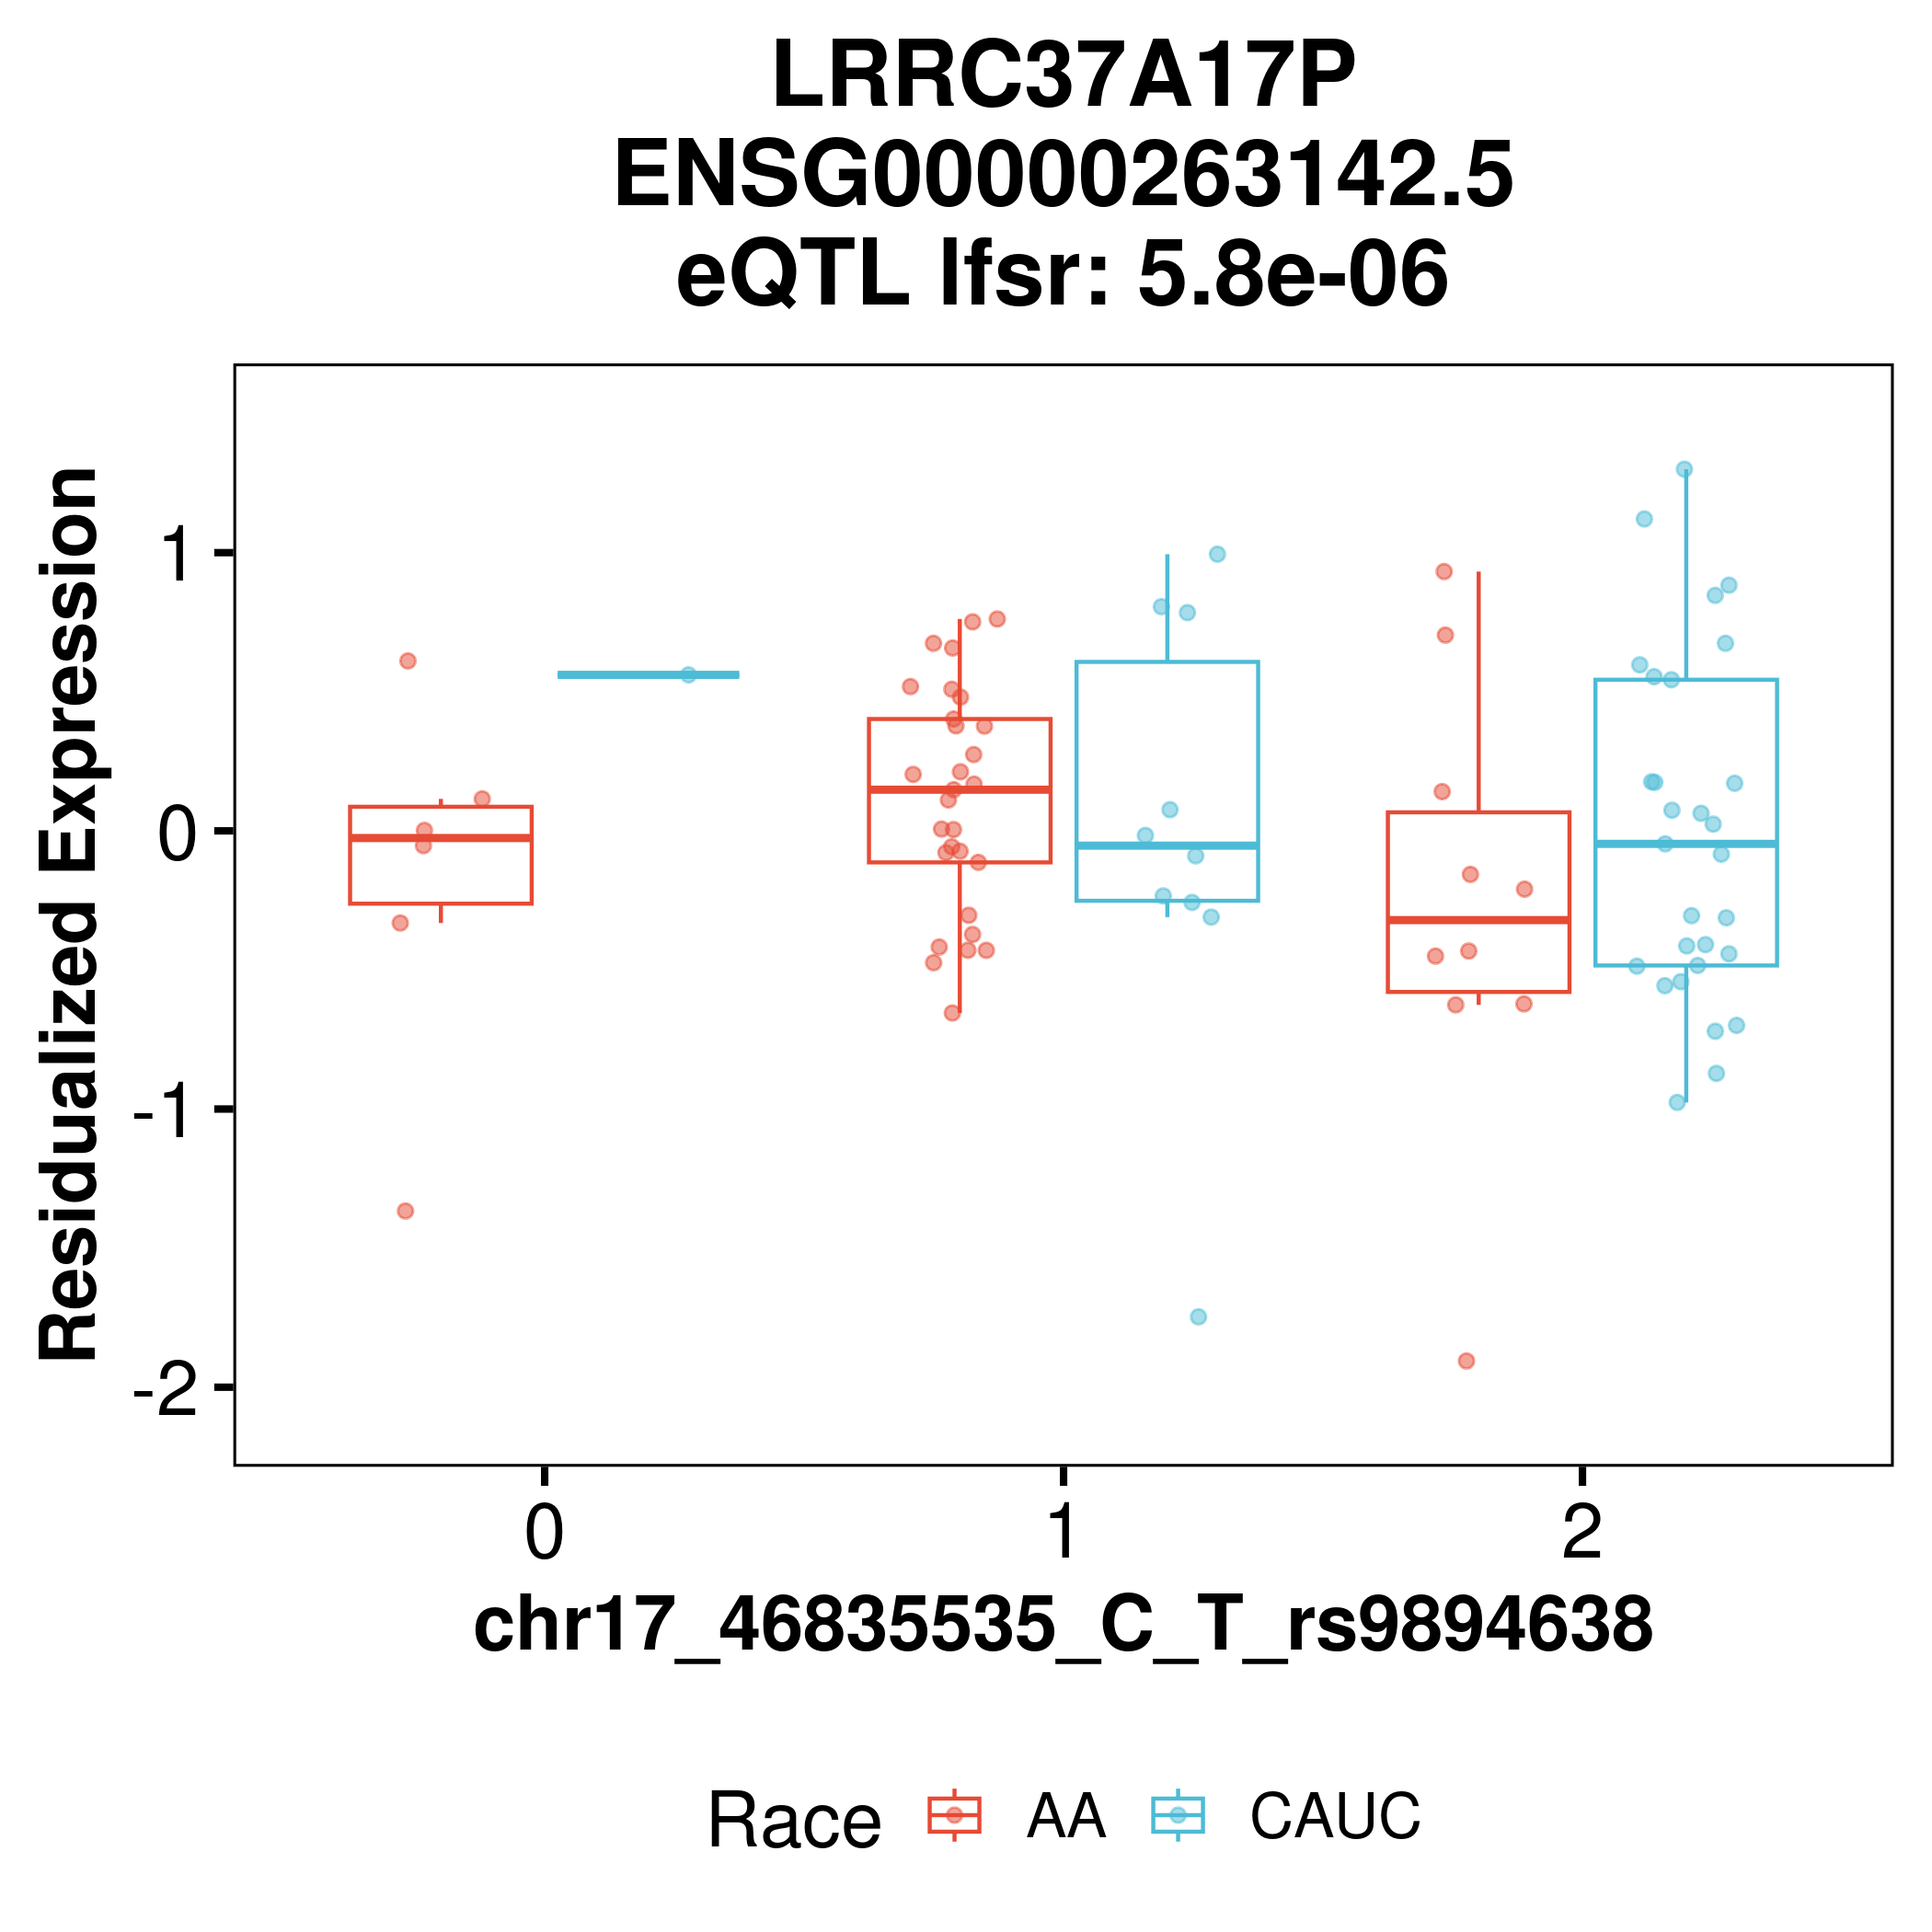 LRRC37A17P
ENSG00000263142.5
eQTL lfsr: 5.8e-06
Residualized Expression
1
0
-1
-2
0 1 2
chr17_46835535_C_T_rs9894638
Race AA CAUC